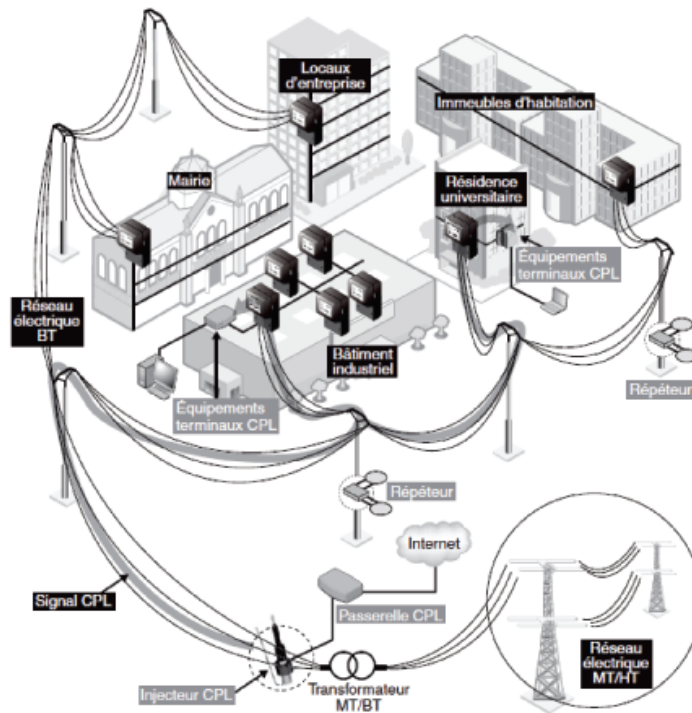 Locaux
d'entreprise
Immeubles d'habitation
Mairie
Résidence
universitaire
Équipements
terminaux CPL
Réseau
électrique
BT
Bâtiment
industriel
Répéteur
Équipements
terminaux CPL
Répéteur
Internet
Signal CPL
Passerelle CPL
Réseau
électrique
MT/HT
Injecteur CPL
Transformateur
MT/BT